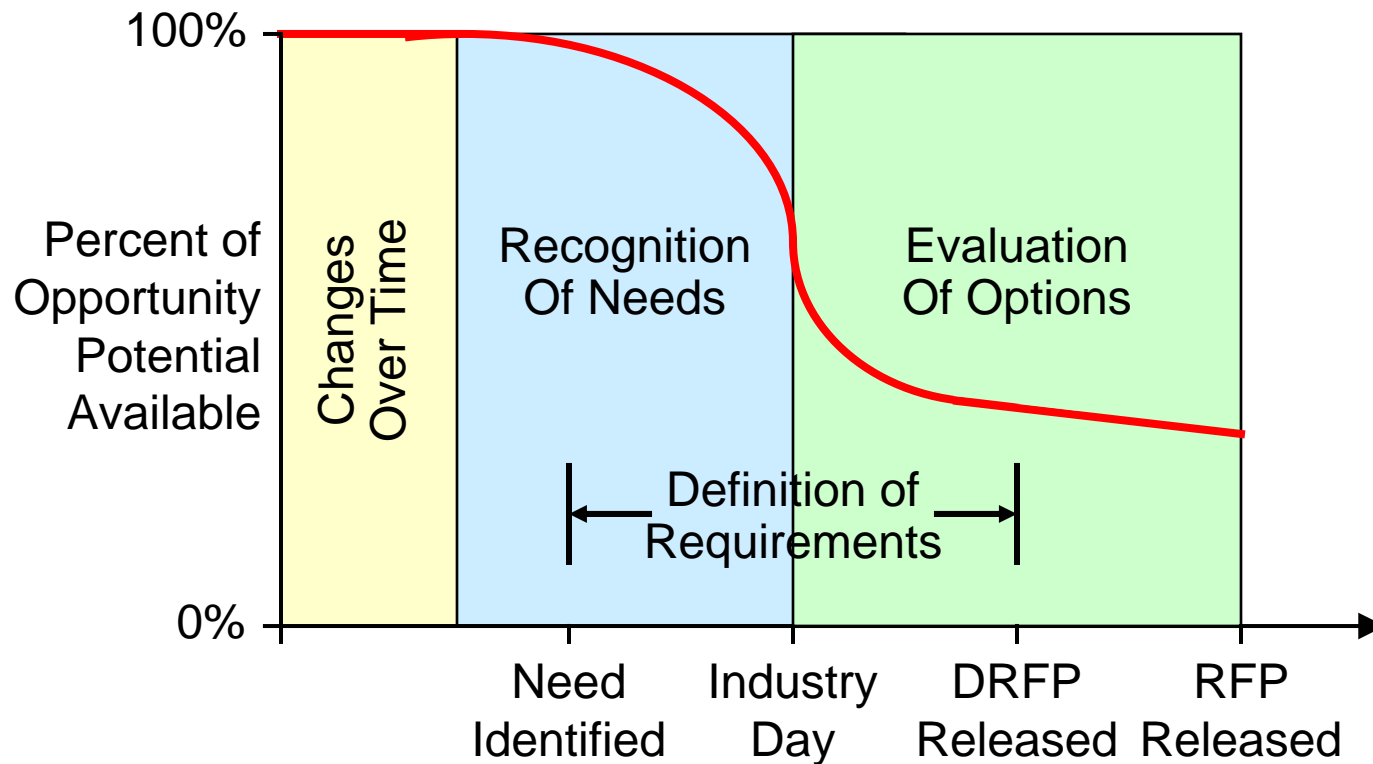 100%
Percent of
Opportunity
Potential
Available
Changes
Over Time
Recognition
Of Needs
Evaluation
Of Options
Definition of
Requirements
0%
Need
Identified
Industry
Day
DRFP
Released
RFP
Released